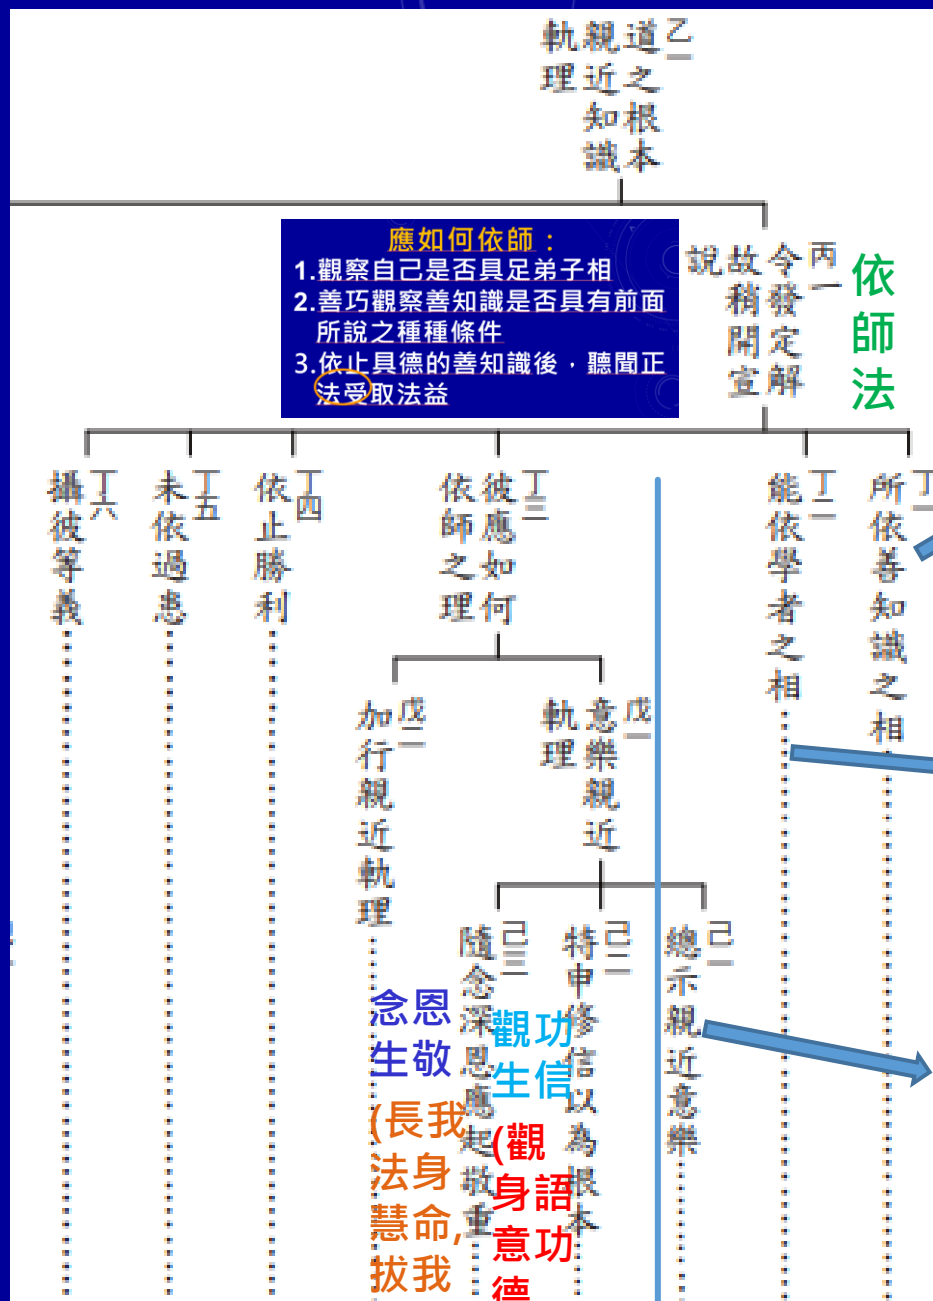 乙一
道之根本
親近知識
軌理
應如何依師：
1.觀察自己是否具足弟子相
2.善巧觀察善知識是否具有前面
所說之種種條件
3.依止具德的善知識後，聽聞正
法受取法益
丙一
令發定解
故稍開宣
說
依師法
丁一
所依善知識之相
丁二
能依學者之相
丁三
彼應如何
依師之理
丁四
依止勝利
丁五
未依過患
丁六
攝彼等義
戊一
意樂親近
軌理
戊二
加行親近軌理
己一
總示親近意樂
己二
特申修信以為根本
己三
隨念深恩應起敬重
觀功
生信
(觀
身語
意功
德
念恩
生敬
(長我
法身
慧命,
拔我